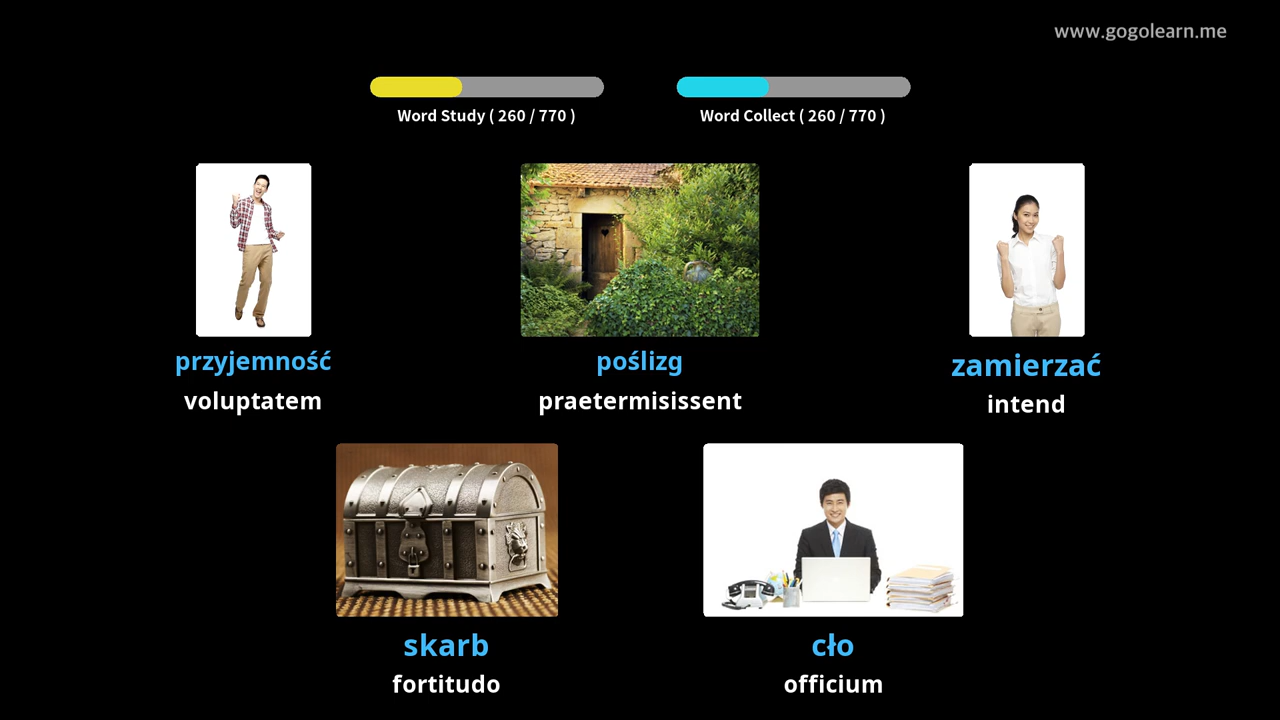 www.gogolearn.me
Word Study ( 260 / 770 )
Word Collect ( 260 / 770 )
przyjemność
voluptatem
poślizg
praetermisissent
zamierzać
intend
skarb
fortitudo
cło
officium